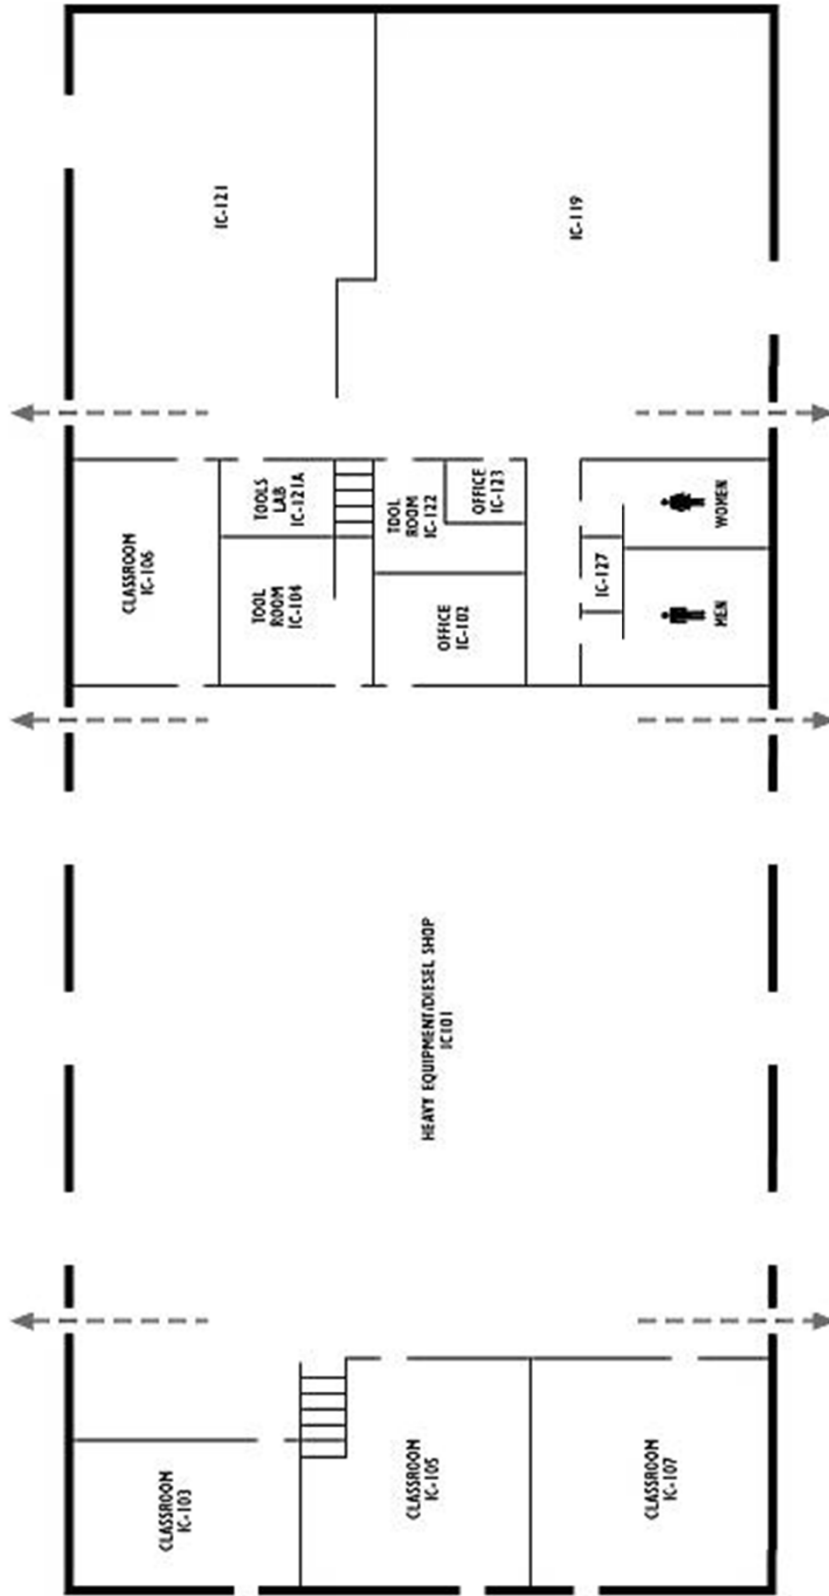 IC-121
IC-119
CLASSROOM
IC-106
TOOLS
LAB
IC-121A
TOOL
ROOM
IC-104
TOOL
ROOM
IC-122
OFFICE
IC-123
OFFICE
IC-102
IC-127
WOMEN
MEN
HEAVY EQUIPMENT/DIESEL SHOP
IC101
CLASSROOM
IC-103
CLASSROOM
IC-105
CLASSROOM
IC-107